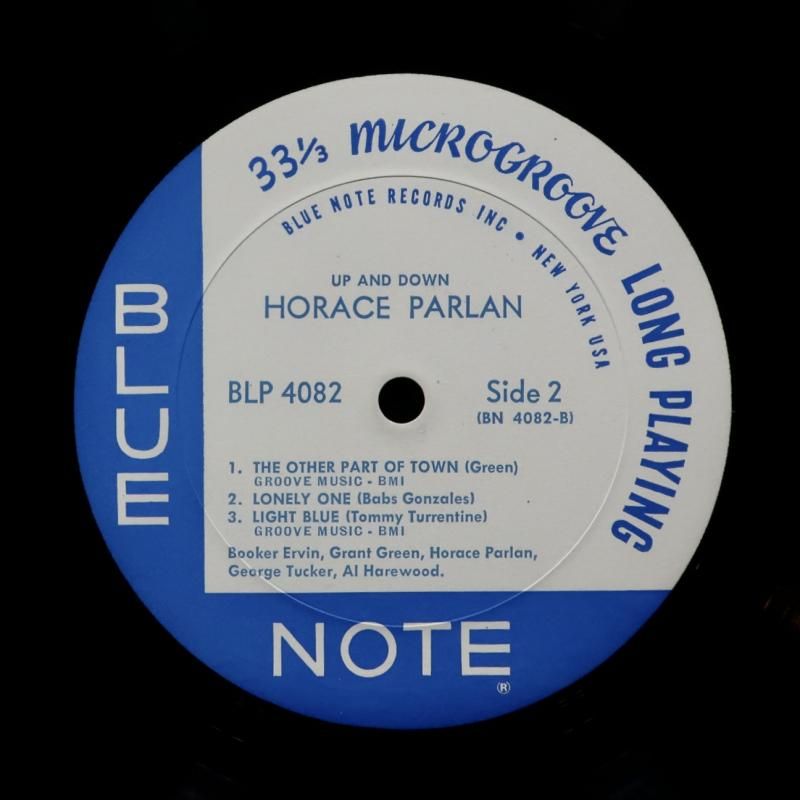 33⅓ MICROGROOVE LONG PLAYING
BLUE NOTE RECORDS INC • NEW YORK USA
UP AND DOWN
HORACE PARLAN
BLP 4082
Side 2
(BN 4082-B)
1. THE OTHER PART OF TOWN (Green)
GROOVE MUSIC - BMI
2. LONELY ONE (Babs Gonzales)
3. LIGHT BLUE (Tommy Turrentine)
GROOVE MUSIC - BMI
Booker Ervin, Grant Green, Horace Parlan,
George Tucker, Al Harewood.
BLUE
NOTE
®